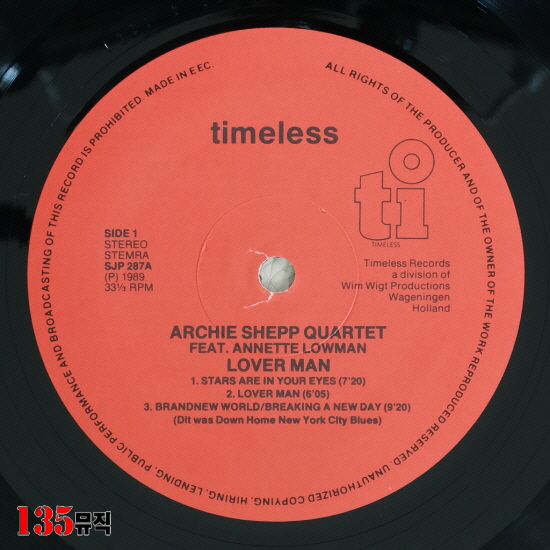 MADE IN EEC.
ALL RIGHTS OF THE PRODUCER AND OF THE OWNER OF THE WORK REPRODUCED RESERVED. UNAUTHORIZED COPYING, HIRING, LENDING, PUBLIC PERFORMANCE AND BROADCASTING OF THIS RECORD IS PROHIBITED.
timeless
ti
TIMELESS
SIDE 1
STEREO
STEMRA
SJP 287A
(P) 1989
33⅓ RPM
Timeless Records
a division of
Wim Wigt Productions
Wageningen
Holland
ARCHIE SHEPP QUARTET
FEAT. ANNETTE LOWMAN
LOVER MAN
1. STARS ARE IN YOUR EYES (7'20)
2. LOVER MAN (6'05)
3. BRANDNEW WORLD/BREAKING A NEW DAY (9'20)
(Dit was Down Home New York City Blues)
135뮤직